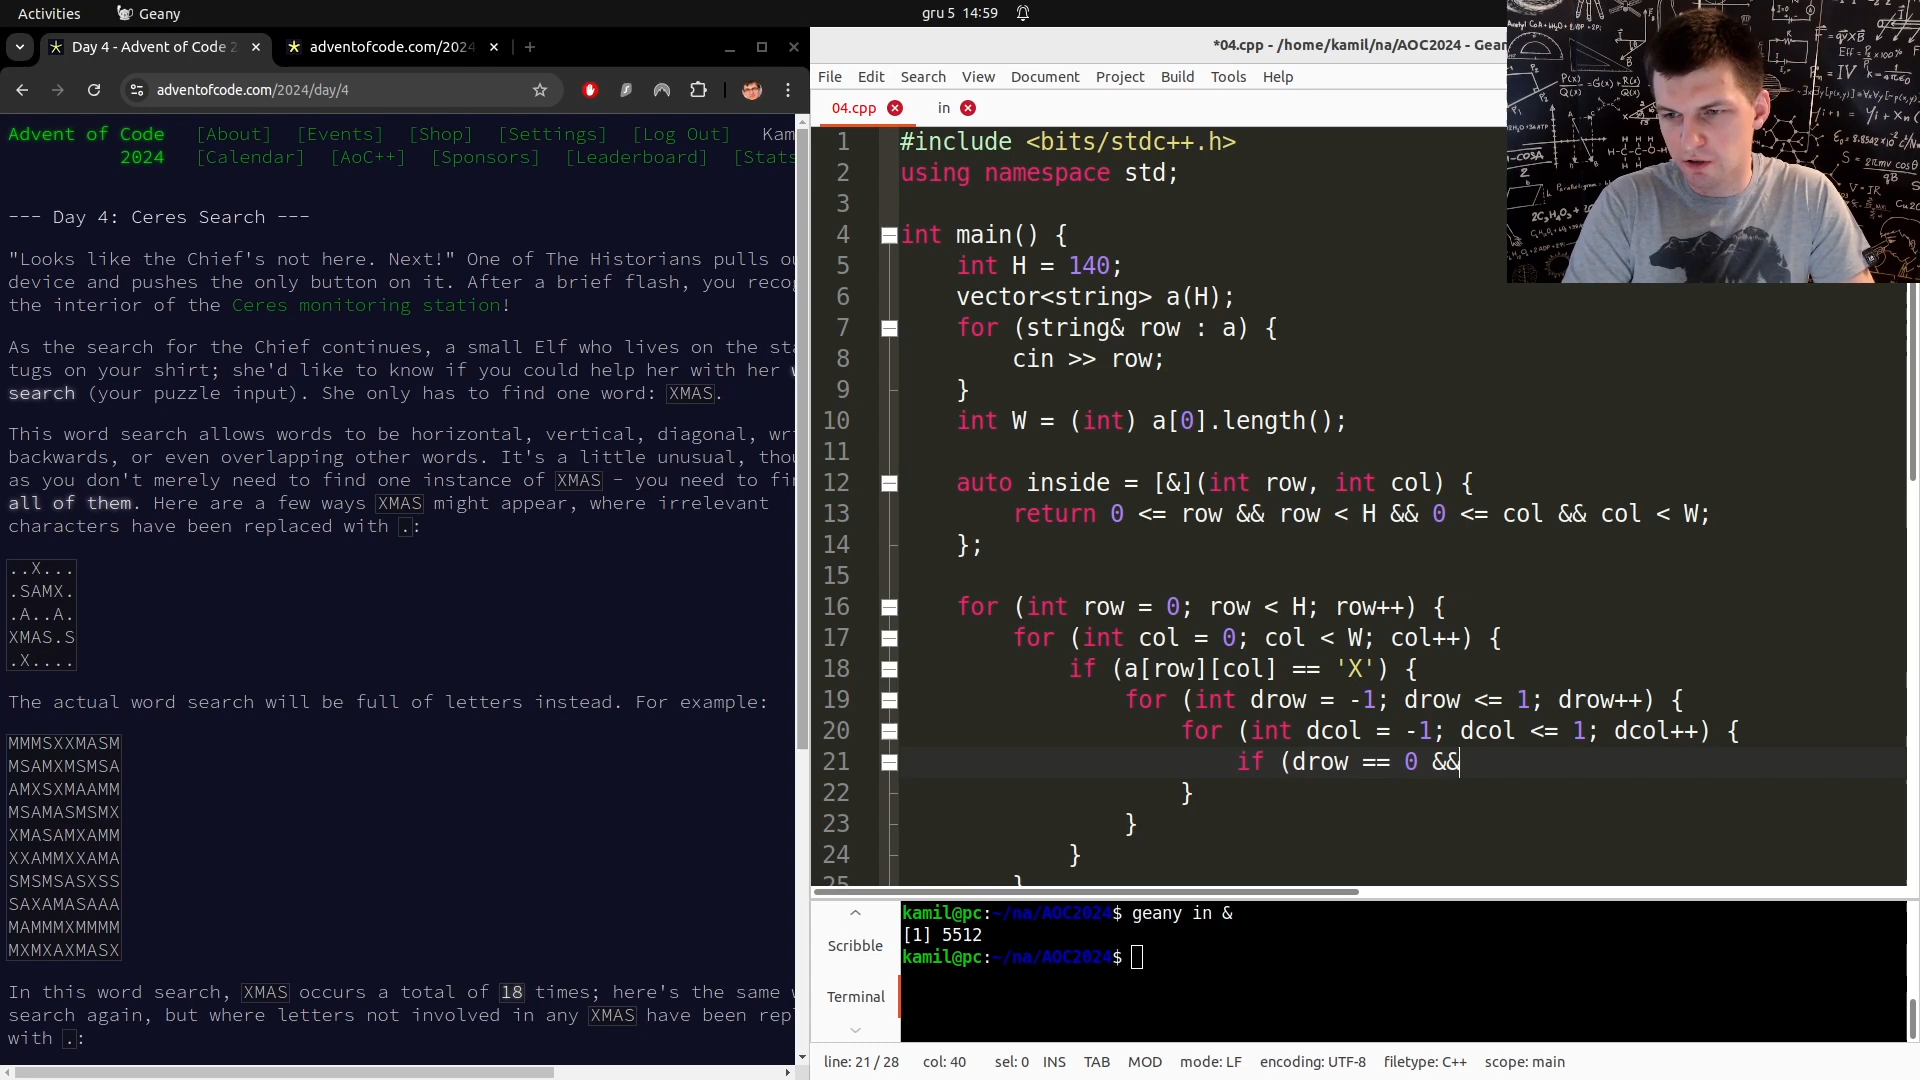 Activities Geany gru 5 14:59
Day 4 - Advent of Code 2 adventofcode.com/2024
adventofcode.com/2024/day/4
Advent of Code [About] [Events] [Shop] [Settings] [Log Out] Kam
2024 [Calendar] [AoC++] [Sponsors] [Leaderboard] [Stats
--- Day 4: Ceres Search ---
"Looks like the Chief's not here. Next!" One of The Historians pulls ou
device and pushes the only button on it. After a brief flash, you recog
the interior of the Ceres monitoring station!
As the search for the Chief continues, a small Elf who lives on the sta
tugs on your shirt; she'd like to know if you could help her with her w
search (your puzzle input). She only has to find one word: XMAS.
This word search allows words to be horizontal, vertical, diagonal, wri
backwards, or even overlapping other words. It's a little unusual, thou
as you don't merely need to find one instance of XMAS - you need to fi
all of them. Here are a few ways XMAS might appear, where irrelevant
characters have been replaced with .:
..X...
.SAMX.
.A..A.
XMAS.S
.X....
The actual word search will be full of letters instead. For example:
MMMSXXMASM
MSAMXMSMSA
AMXSXMAAMM
MSAMASMSMX
XMASAMXAMM
XXAMMXXAMA
SMSMSASXSS
SAXAMASAAA
MAMMMXMMMM
MXMXAXMASX
In this word search, XMAS occurs a total of 18 times; here's the same w
search again, but where letters not involved in any XMAS have been repl
with .:
*04.cpp - /home/kamil/na/AOC2024 - Gean
File Edit Search View Document Project Build Tools Help
04.cpp in
1 #include <bits/stdc++.h>
2 using namespace std;
3
4 int main() {
5 int H = 140;
6 vector<string> a(H);
7 for (string& row : a) {
8 cin >> row;
9 }
10 int W = (int) a[0].length();
11
12 auto inside = [&](int row, int col) {
13 return 0 <= row && row < H && 0 <= col && col < W;
14 };
15
16 for (int row = 0; row < H; row++) {
17 for (int col = 0; col < W; col++) {
18 if (a[row][col] == 'X') {
19 for (int drow = -1; drow <= 1; drow++) {
20 for (int dcol = -1; dcol <= 1; dcol++) {
21 if (drow == 0 &&
22 }
23 }
24 }
25 }
Scribble
Terminal
kamil@pc:~/na/AOC2024$ geany in &
[1] 5512
kamil@pc:~/na/AOC2024$
line: 21 / 28 col: 40 sel: 0 INS TAB MOD mode: LF encoding: UTF-8 filetype: C++ scope: main